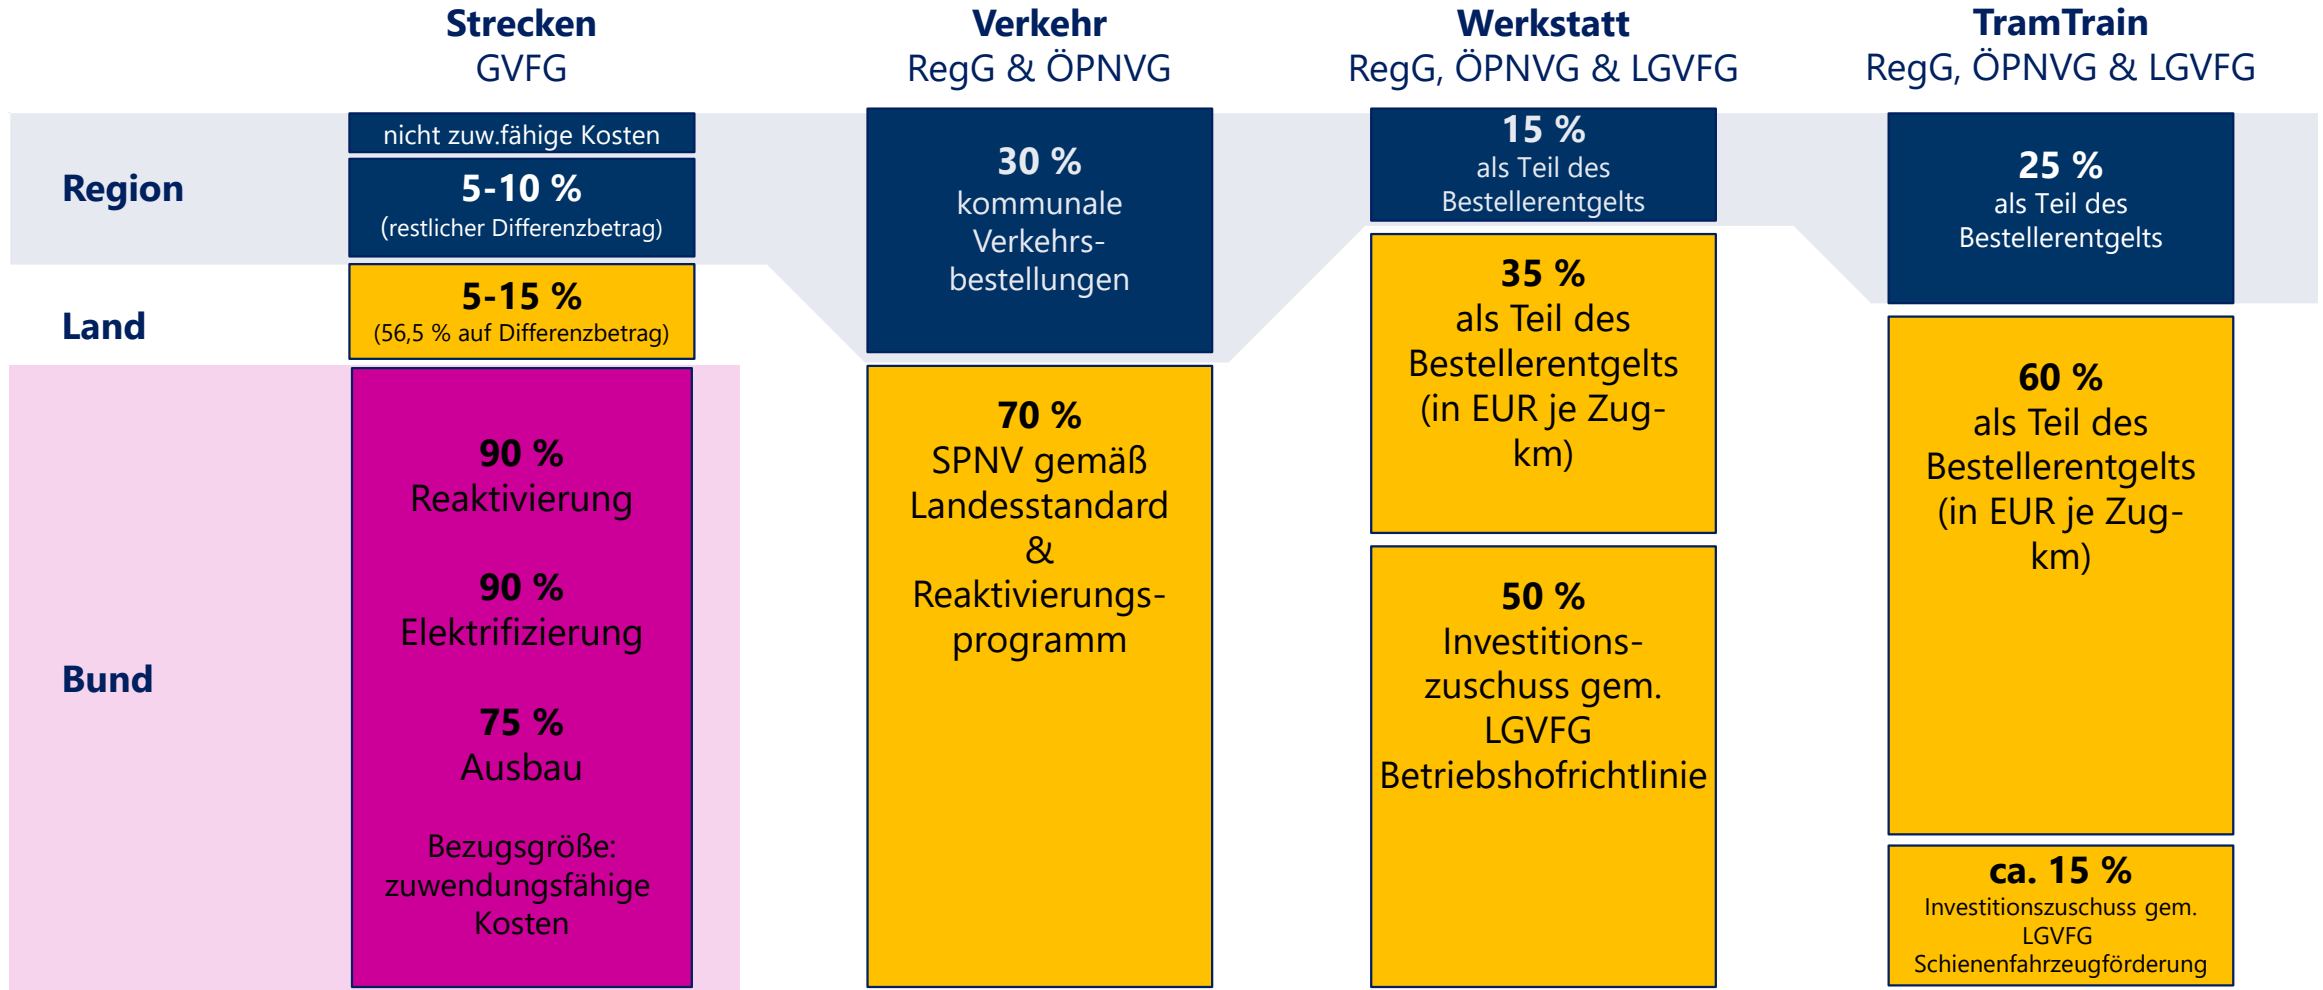 Strecken
GVFG
Verkehr
RegG & ÖPNVG
Werkstatt
RegG, ÖPNVG & LGVFG
TramTrain
RegG, ÖPNVG & LGVFG
Region
Land
Bund
nicht zuw.fähige Kosten
5-10 %
(restlicher Differenzbetrag)
5-15 %
(56,5 % auf Differenzbetrag)
90 %
Reaktivierung
90 %
Elektrifizierung
75 %
Ausbau
Bezugsgröße:
zuwendungsfähige
Kosten
30 %
kommunale
Verkehrs-
bestellungen
70 %
SPNV gemäß
Landesstandard
&
Reaktivierungs-
programm
15 %
als Teil des
Bestellerentgelts
35 %
als Teil des
Bestellerentgelts
(in EUR je Zug-
km)
50 %
Investitions-
zuschuss gem.
LGVFG
Betriebshofrichtlinie
25 %
als Teil des
Bestellerentgelts
60 %
als Teil des
Bestellerentgelts
(in EUR je Zug-
km)
ca. 15 %
Investitionszuschuss gem.
LGVFG
Schienenfahrzeugförderung